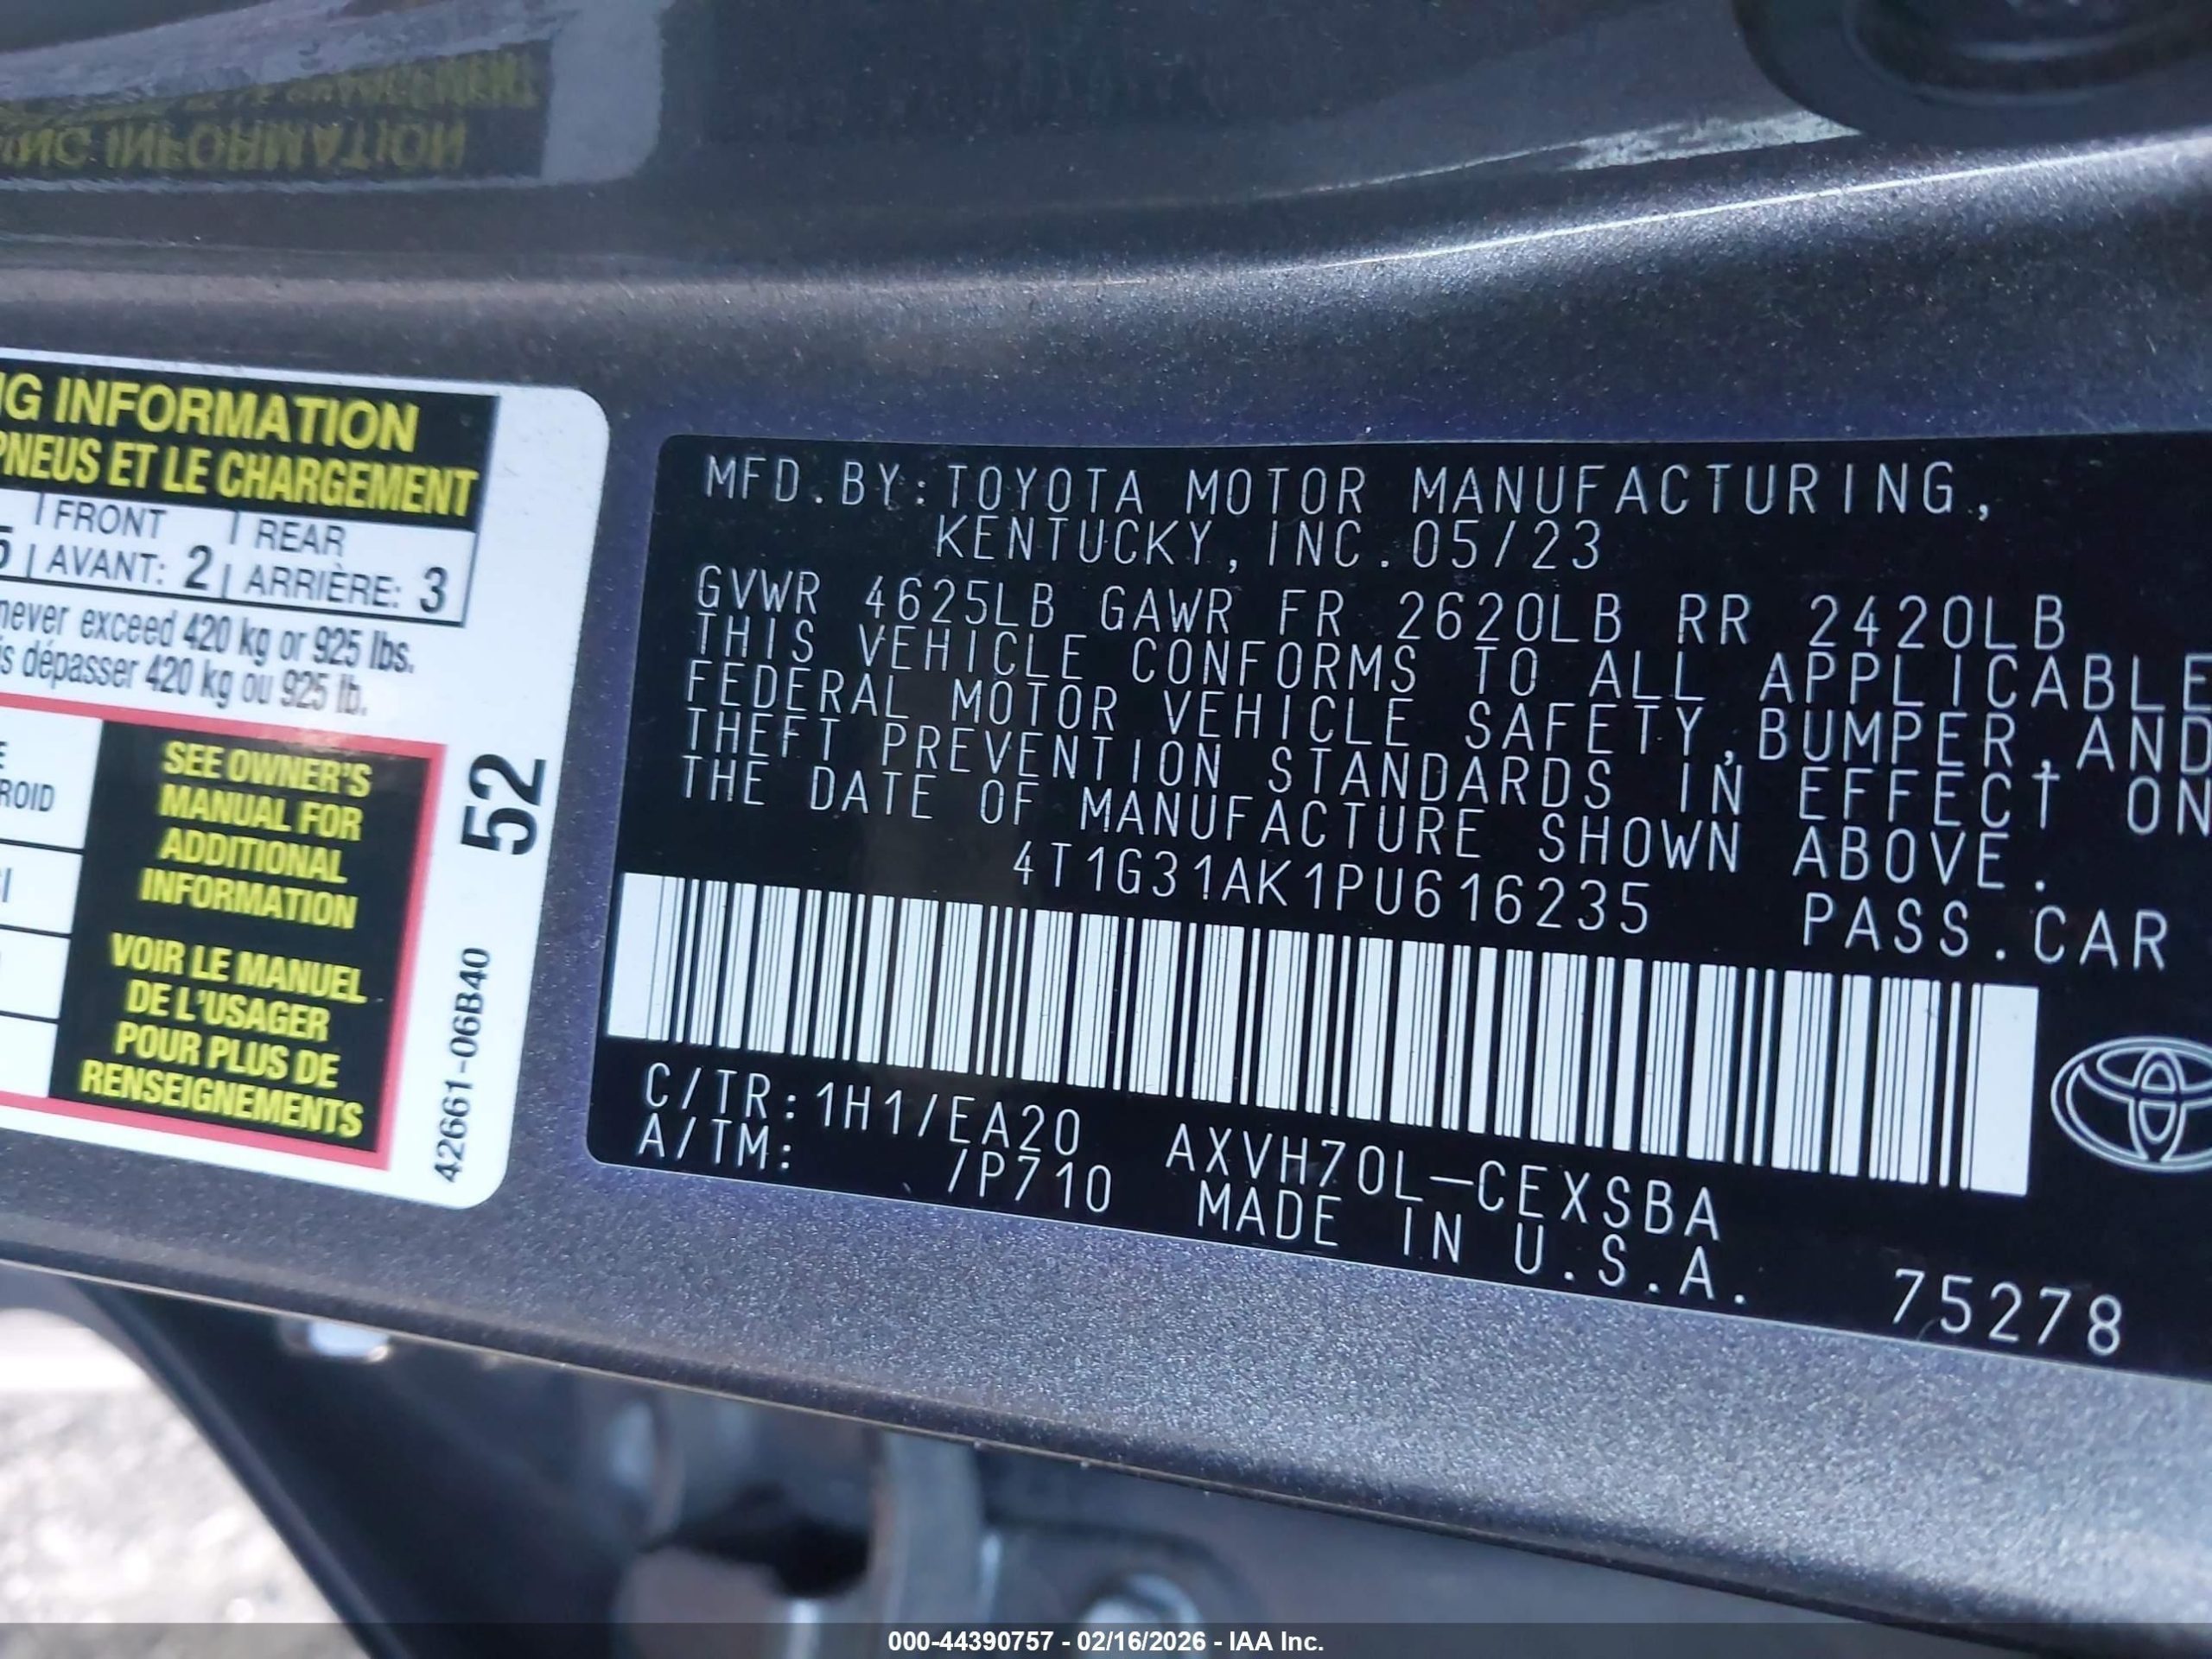 NG INFORMATION
PNEUS ET LE CHARGEMENT
5 | FRONT | REAR
AVANT: 2 | ARRIÈRE: 3
never exceed 420 kg or 925 lbs.
is dépasser 420 kg ou 925 lb.
ROID
SEE OWNER'S
MANUAL FOR
ADDITIONAL
INFORMATION
VOIR LE MANUEL
DE L'USAGER
POUR PLUS DE
RENSEIGNEMENTS
52
42661-06B40
MFD.BY:TOYOTA MOTOR MANUFACTURING,
KENTUCKY,INC.05/23
GVWR 4625LB GAWR FR 2620LB RR 2420LB
THIS VEHICLE CONFORMS TO ALL APPLICABLE
FEDERAL MOTOR VEHICLE SAFETY,BUMPER,AND
THEFT PREVENTION STANDARDS IN EFFECT ON
THE DATE OF MANUFACTURE SHOWN ABOVE.
4T1G31AK1PU616235 PASS.CAR
C/TR:1H1/EA20 AXVH70L-CEXSBA
A/TM: /P710 MADE IN U.S.A.
75278
000-44390757 - 02/16/2026 - IAA Inc.